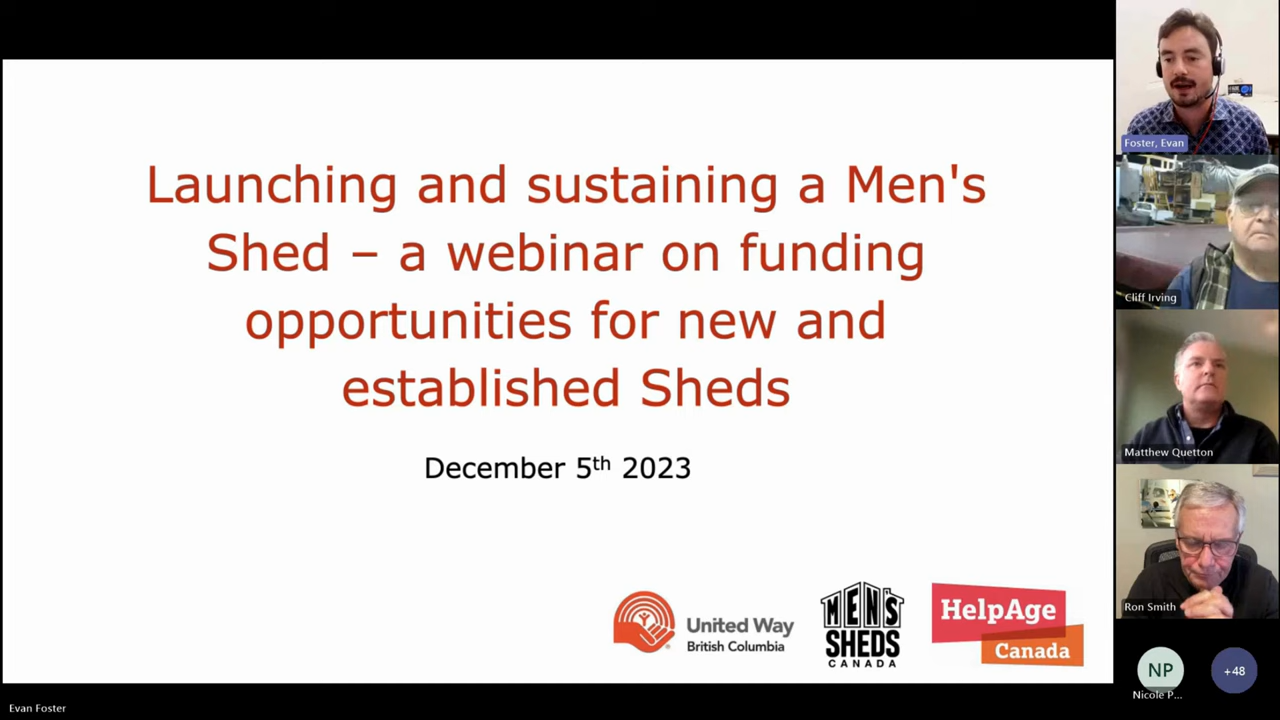 Launching and sustaining a Men's
Shed – a webinar on funding
opportunities for new and
established Sheds
December 5th 2023
United Way
British Columbia
MEN'S
SHEDS
CANADA
HelpAge
Canada
Foster, Evan
Cliff Irving
Matthew Quetton
Ron Smith
NP
+48
Nicole P...
Evan Foster